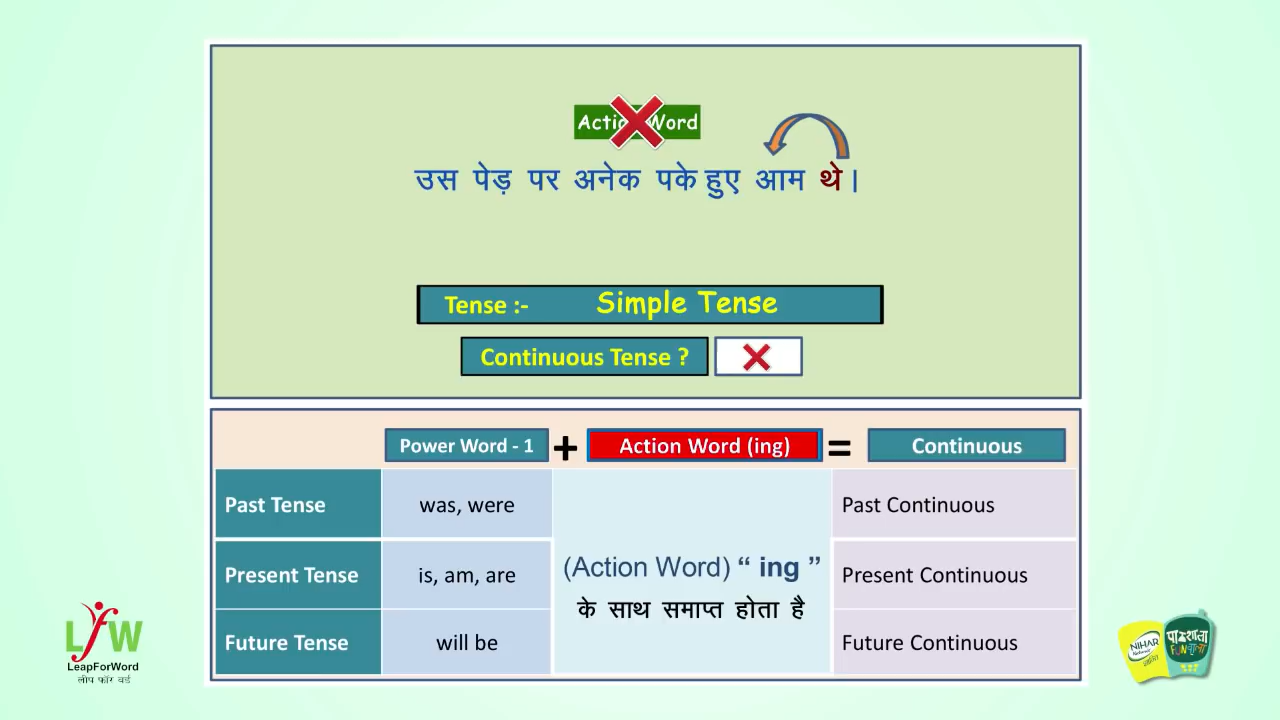 Action Word
उस पेड़ पर अनेक पके हुए आम थे।
Tense :- Simple Tense
Continuous Tense ?
Power Word - 1 + Action Word (ing) = Continuous
Past Tense was, were Past Continuous
(Action Word) “ ing ”
Present Tense is, am, are Present Continuous
के साथ समाप्त होता है
Future Tense will be Future Continuous
LFW
LeapForWord
लीप फॉर वर्ड
NIHAR
पाठशाला
FUNवाला